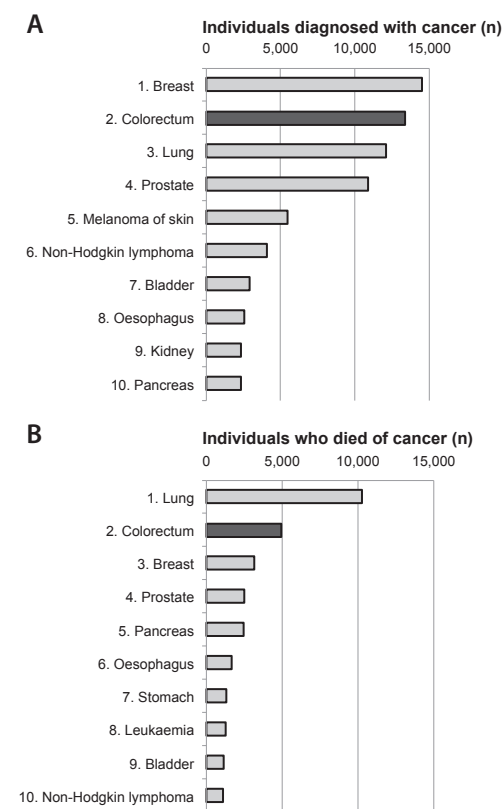 A
Individuals diagnosed with cancer (n)
0 5,000 10,000 15,000
1. Breast
2. Colorectum
3. Lung
4. Prostate
5. Melanoma of skin
6. Non-Hodgkin lymphoma
7. Bladder
8. Oesophagus
9. Kidney
10. Pancreas
B
Individuals who died of cancer (n)
0 5,000 10,000 15,000
1. Lung
2. Colorectum
3. Breast
4. Prostate
5. Pancreas
6. Oesophagus
7. Stomach
8. Leukaemia
9. Bladder
10. Non-Hodgkin lymphoma